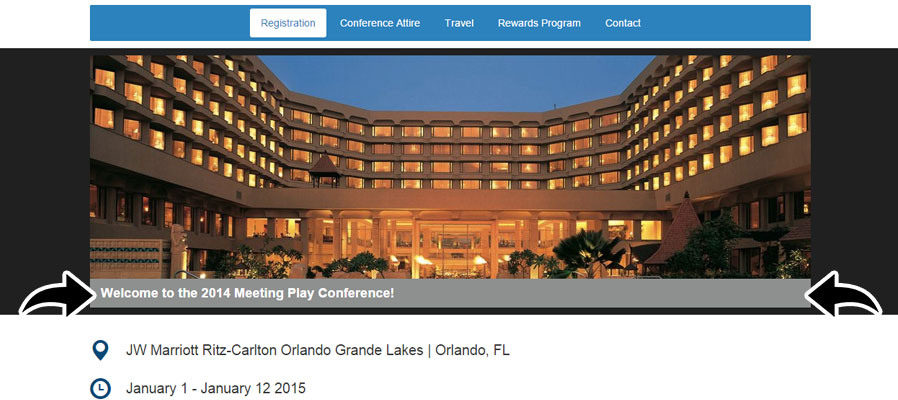 Registration Conference Attire Travel Rewards Program Contact
Welcome to the 2014 Meeting Play Conference!
JW Marriott Ritz-Carlton Orlando Grande Lakes | Orlando, FL
January 1 - January 12 2015